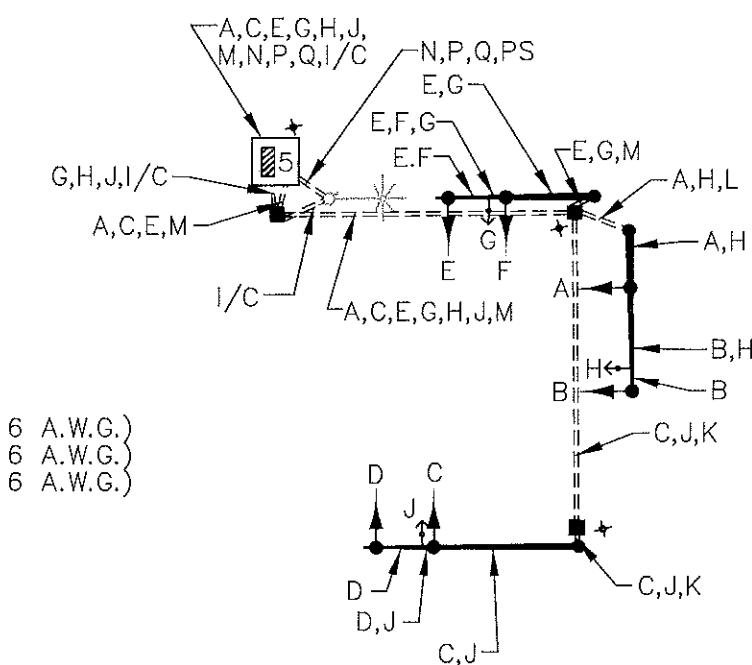 A,C,E,G,H,J,
M,N,P,Q,I/C
N,P,Q,PS
E,G
E,F,G
E.F
E,G,M
A,H,L
5
G,H,J,I/C
A,C,E,M
I/C
A,C,E,G,H,J,M
E
G
F
A,H
A
B,H
H
B
B
6 A.W.G.)
6 A.W.G.)
6 A.W.G.)
C,J,K
D
J
C
D
D,J
C,J
C,J,K